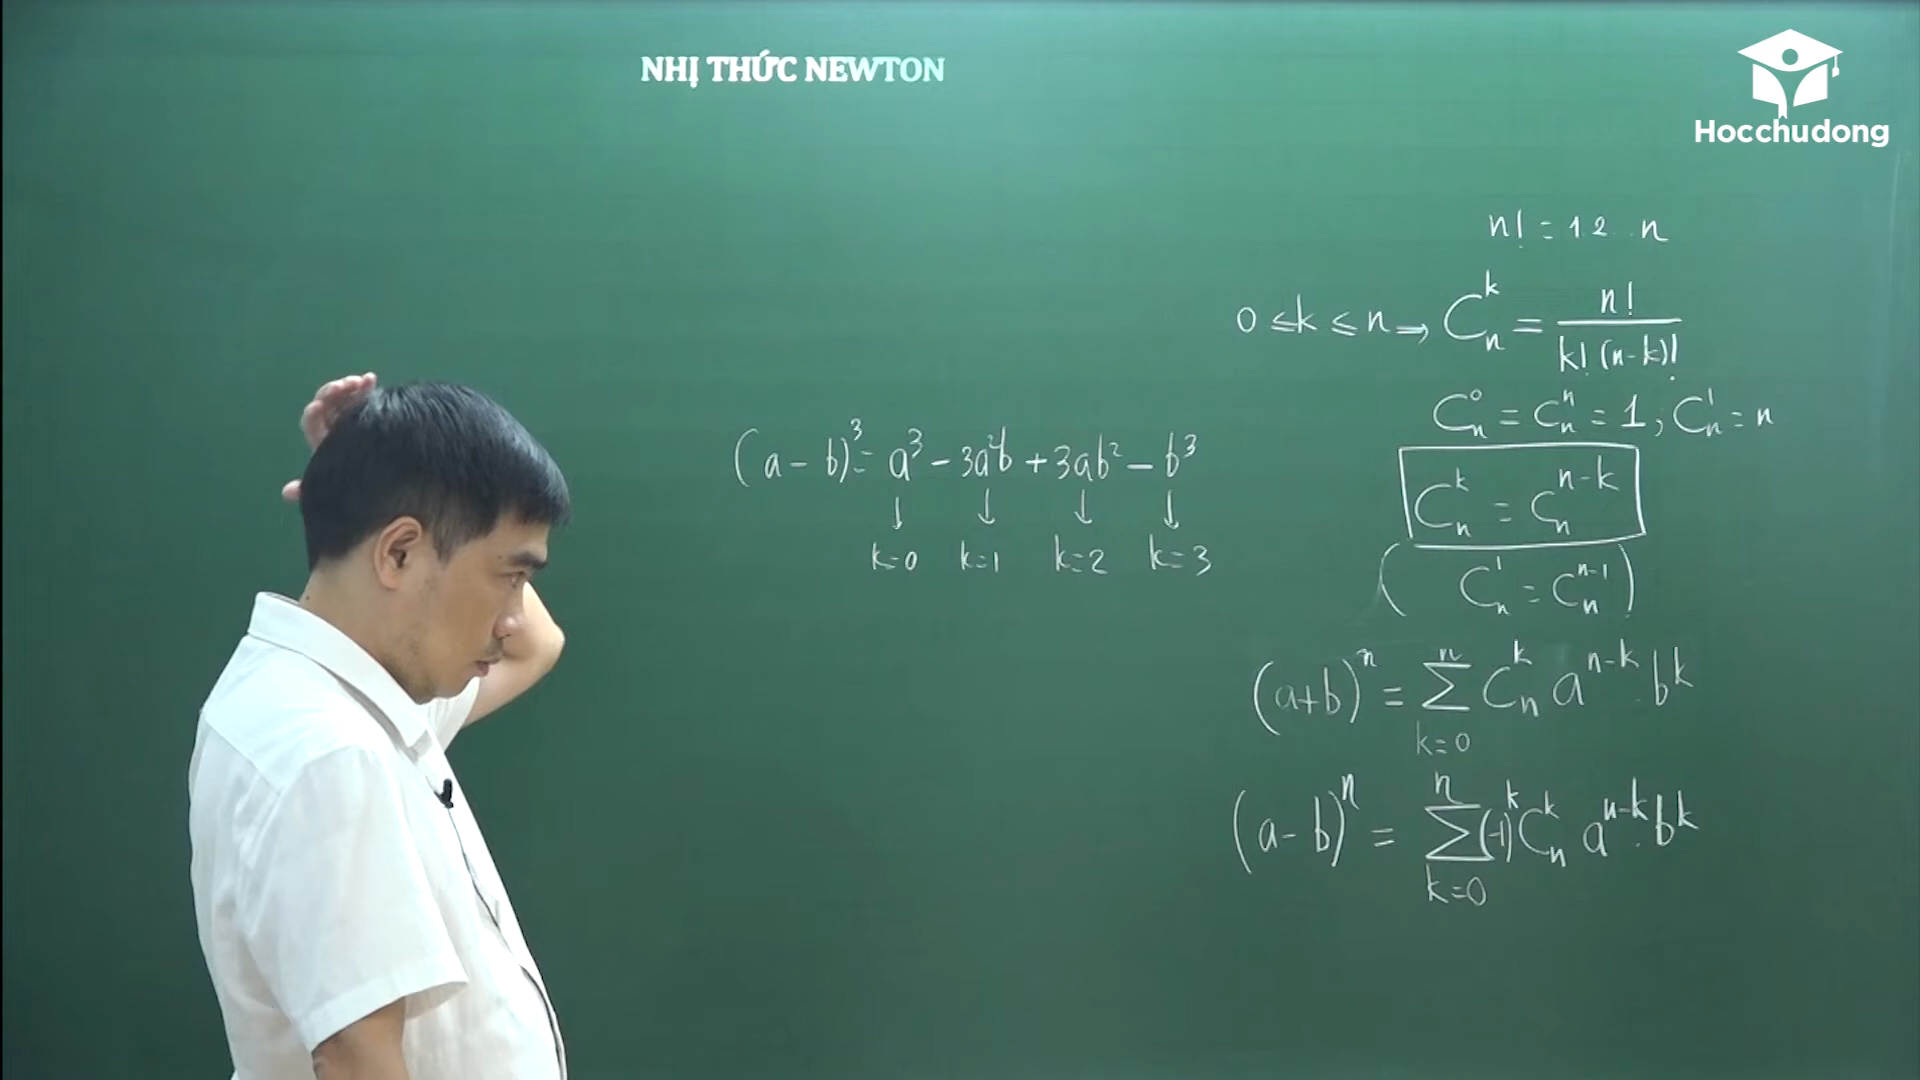 NHỊ THỨC NEWTON
Hocchudong
n! = 1.2 . n
0 ≤ k ≤ n → Cₙᵏ = n! / k!(n-k)!
Cₙ⁰ = Cₙⁿ = 1 ; Cₙ¹ = n
(a - b)³ = a³ - 3a²b + 3ab² - b³
↓ ↓ ↓ ↓
k=0 k=1 k=2 k=3
Cₙᵏ = Cₙⁿ⁻ᵏ
( Cₙ¹ = Cₙⁿ⁻¹ )
(a+b)ⁿ = ∑ₖ₌₀ⁿ Cₙᵏ aⁿ⁻ᵏ . bᵏ
(a - b)ⁿ = ∑ₖ₌₀ⁿ (-1)ᵏ Cₙᵏ aⁿ⁻ᵏ . bᵏ